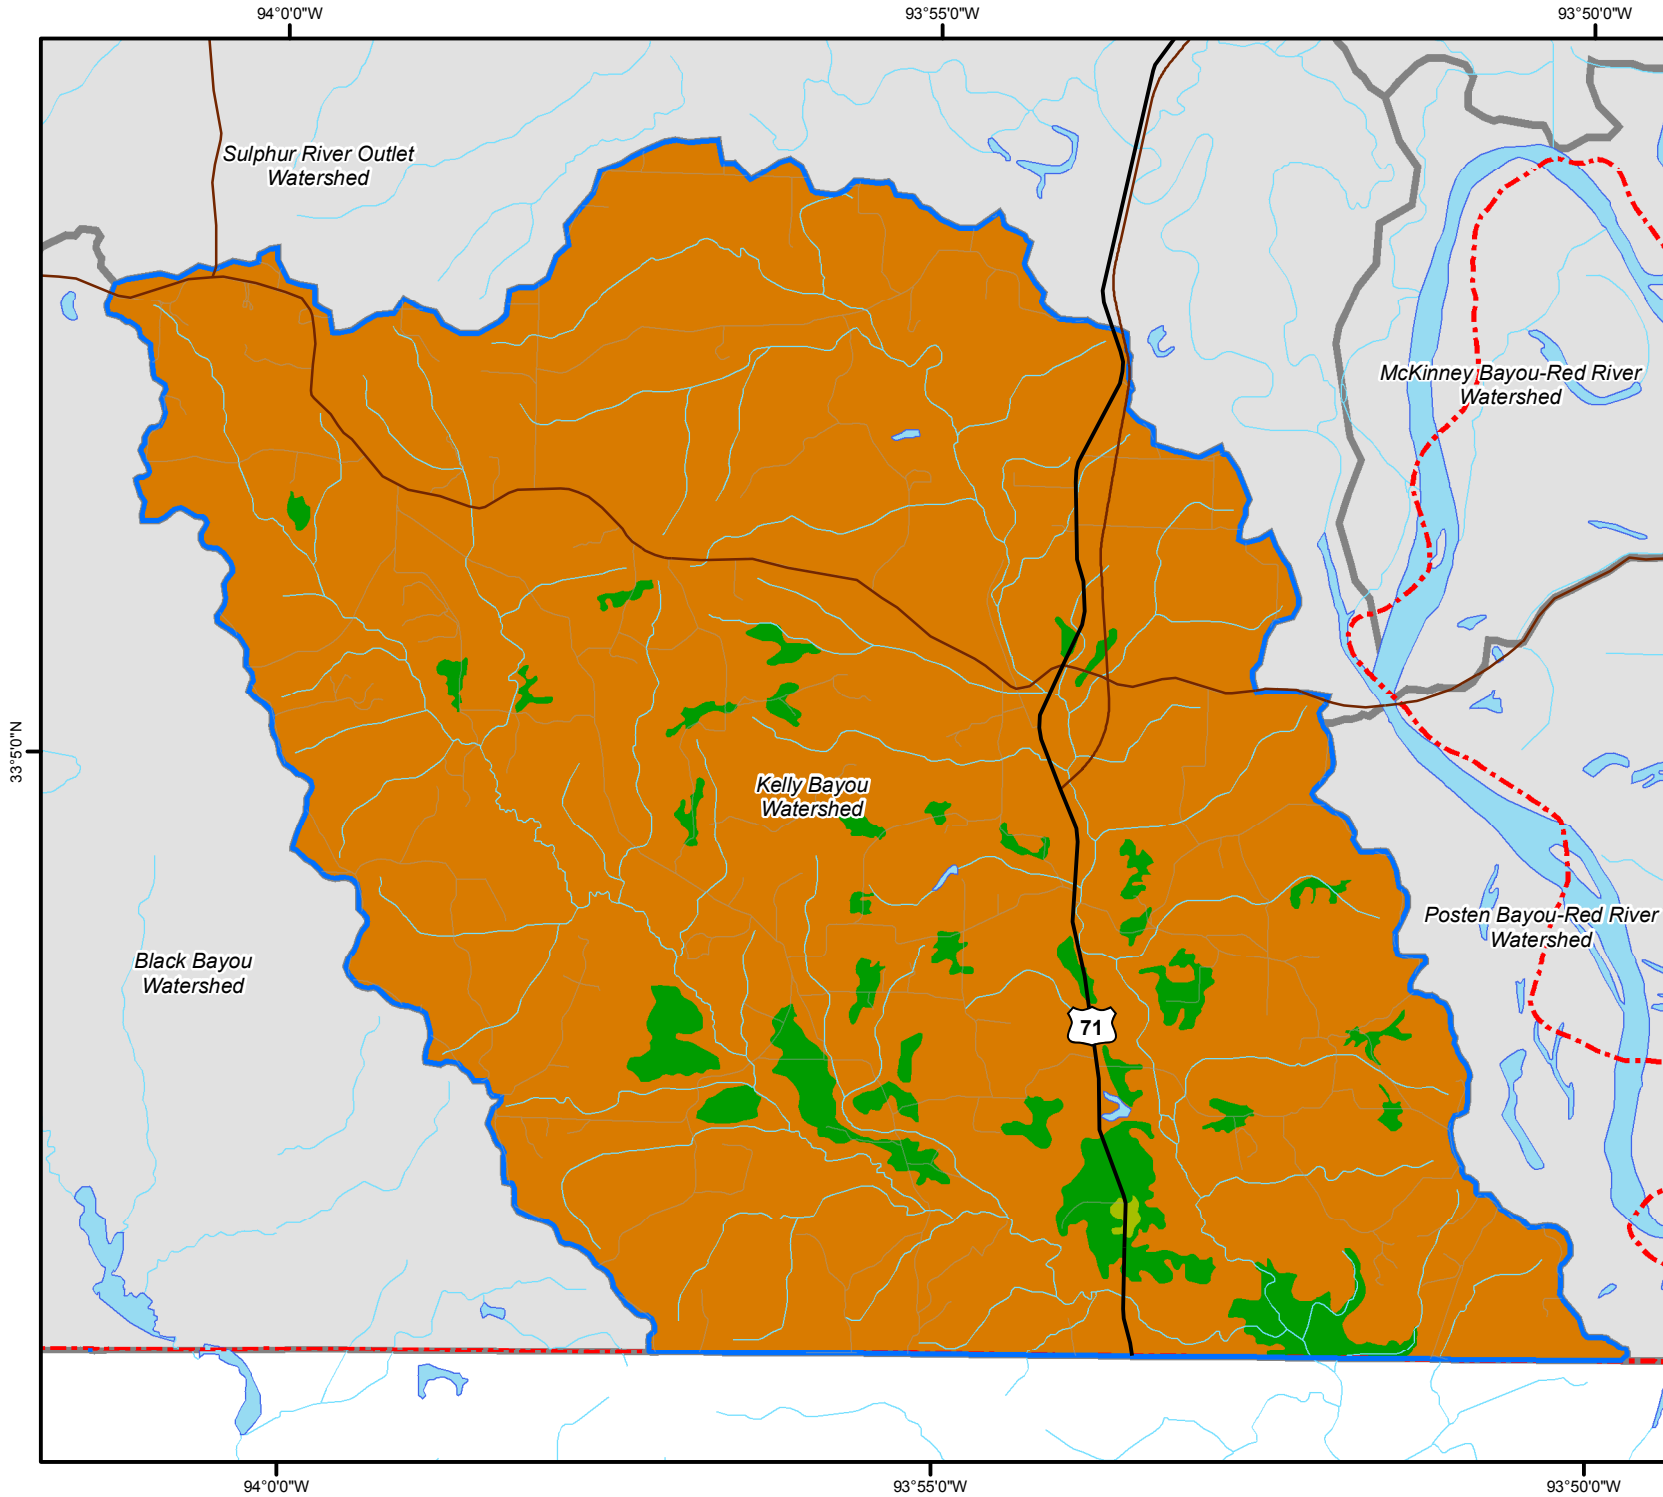 94°0'0"W
93°55'0"W
93°50'0"W
Sulphur River Outlet
Watershed
McKinney Bayou-Red River
Watershed
33°5'0"N
Kelly Bayou
Watershed
Posten Bayou-Red River
Watershed
Black Bayou
Watershed
71
94°0'0"W
93°55'0"W
93°50'0"W